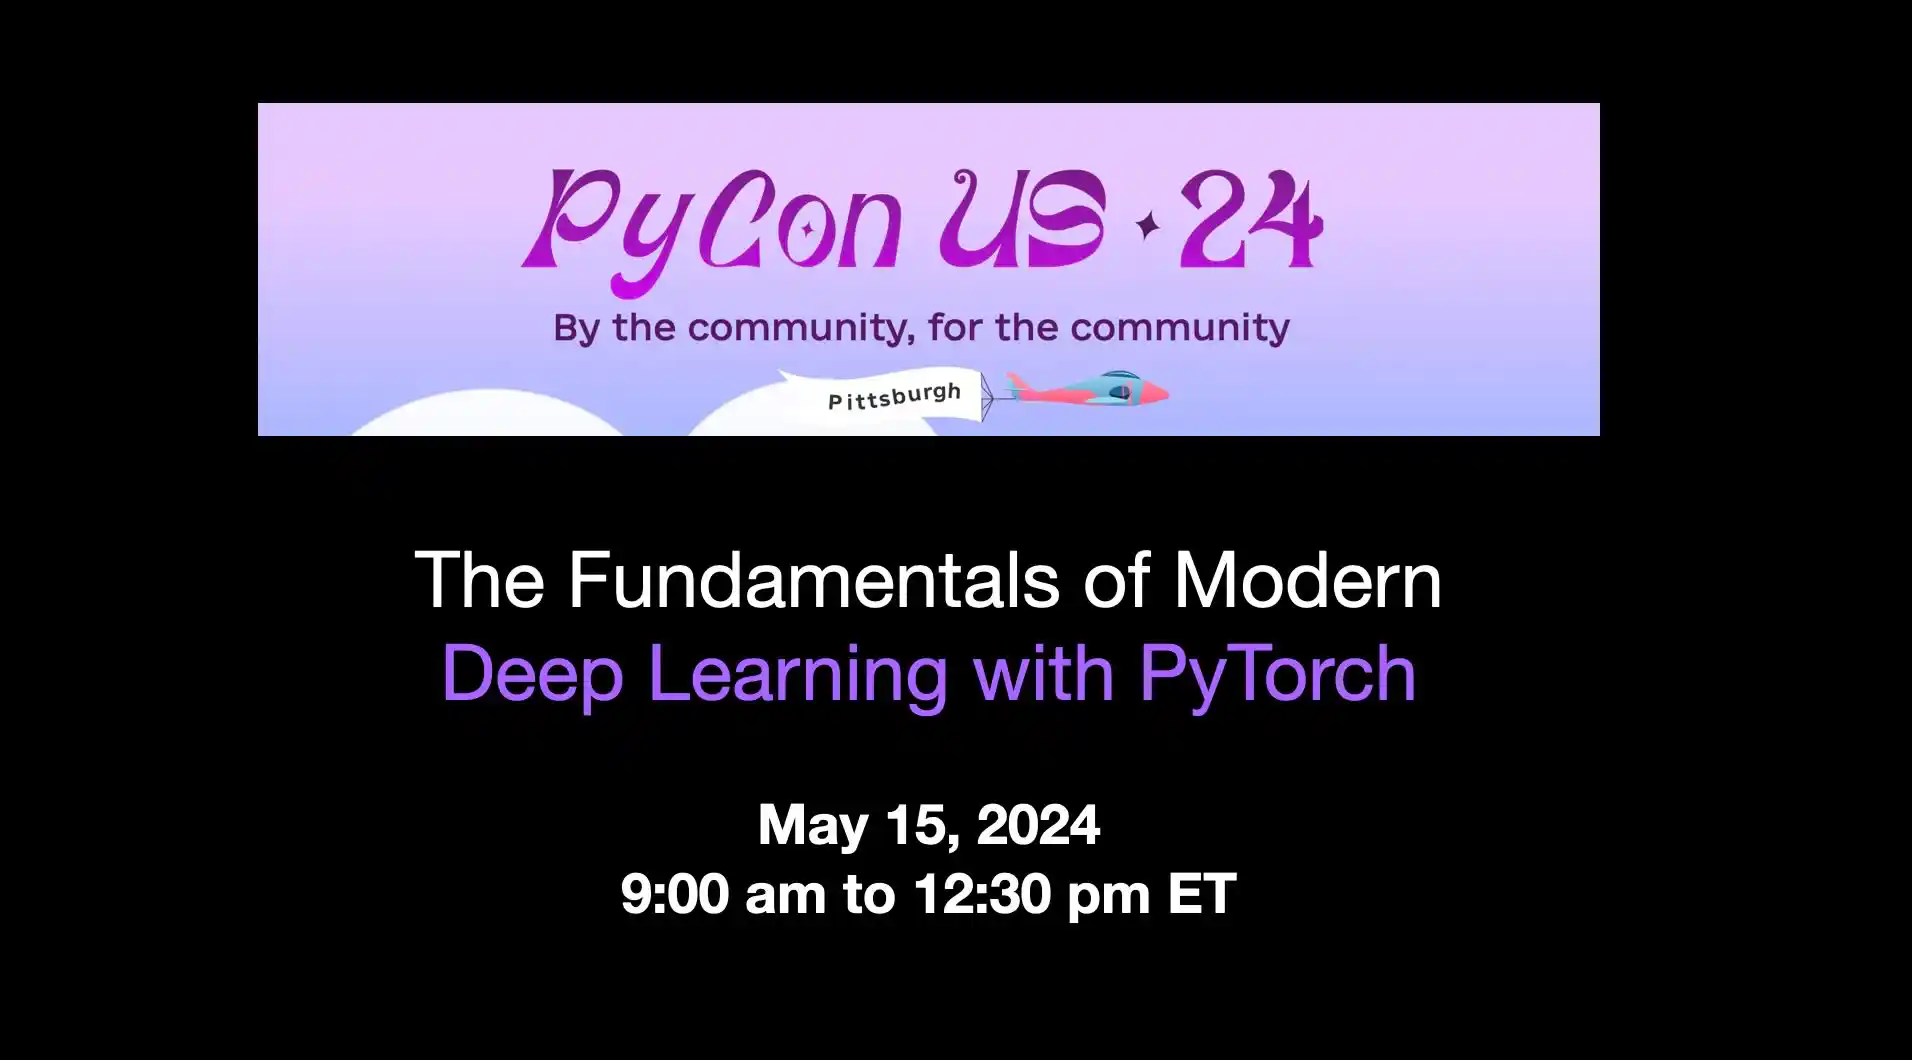 PyCon US ✦ 24
By the community, for the community
Pittsburgh
The Fundamentals of Modern
Deep Learning with PyTorch
May 15, 2024
9:00 am to 12:30 pm ET